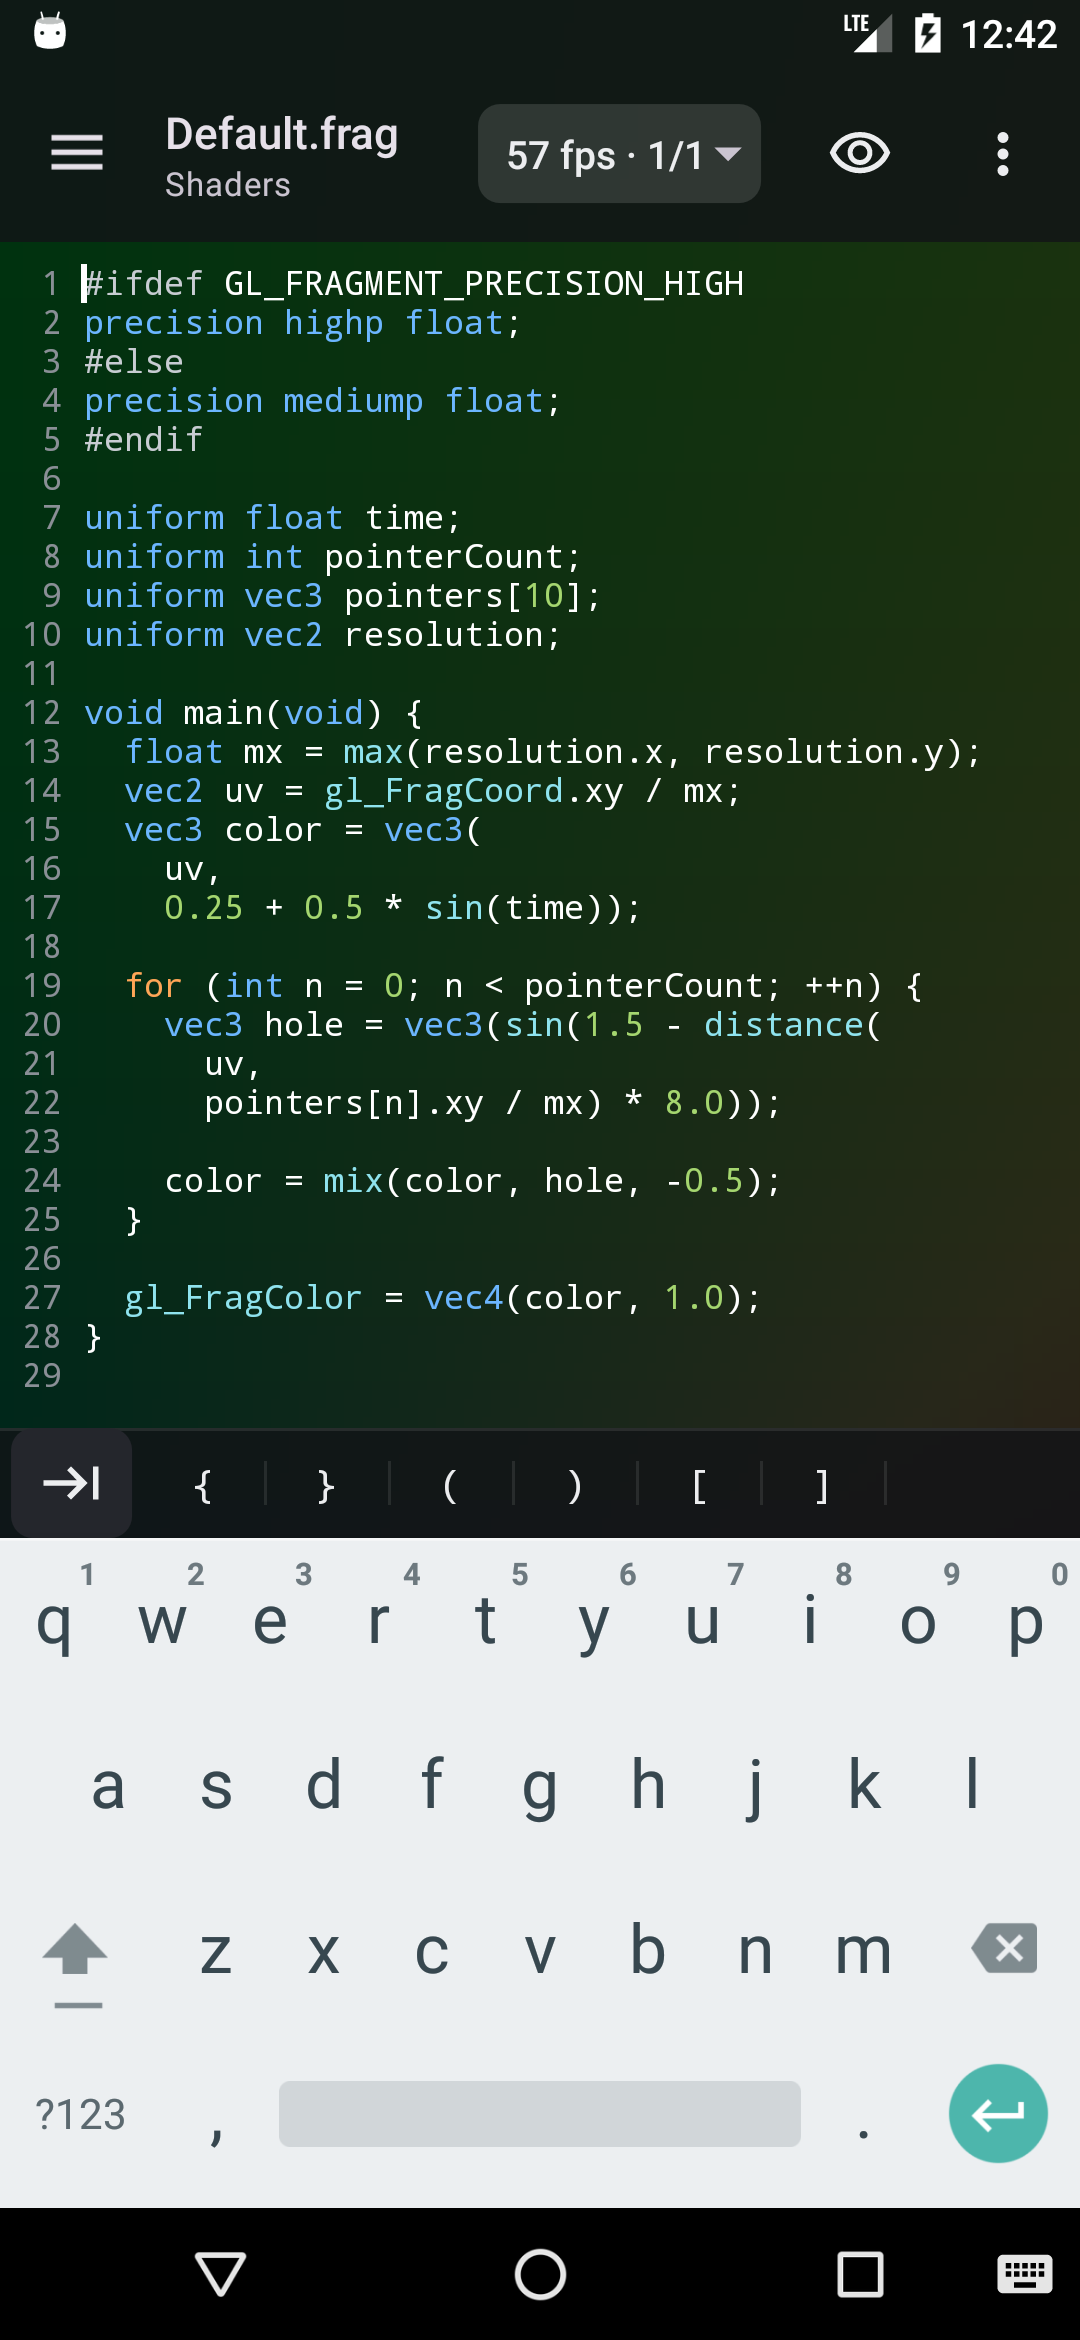 LTE 12:42
Default.frag
Shaders
57 fps · 1/1
1 #ifdef GL_FRAGMENT_PRECISION_HIGH
2 precision highp float;
3 #else
4 precision mediump float;
5 #endif
6
7 uniform float time;
8 uniform int pointerCount;
9 uniform vec3 pointers[10];
10 uniform vec2 resolution;
11
12 void main(void) {
13   float mx = max(resolution.x, resolution.y);
14   vec2 uv = gl_FragCoord.xy / mx;
15   vec3 color = vec3(
16     uv,
17     0.25 + 0.5 * sin(time));
18
19   for (int n = 0; n < pointerCount; ++n) {
20     vec3 hole = vec3(sin(1.5 - distance(
21       uv,
22       pointers[n].xy / mx) * 8.0));
23
24     color = mix(color, hole, -0.5);
25   }
26
27   gl_FragColor = vec4(color, 1.0);
28 }
29
{ } ( ) [ ]
1 2 3 4 5 6 7 8 9 0
q w e r t y u i o p
a s d f g h j k l
z x c v b n m
?123 , .